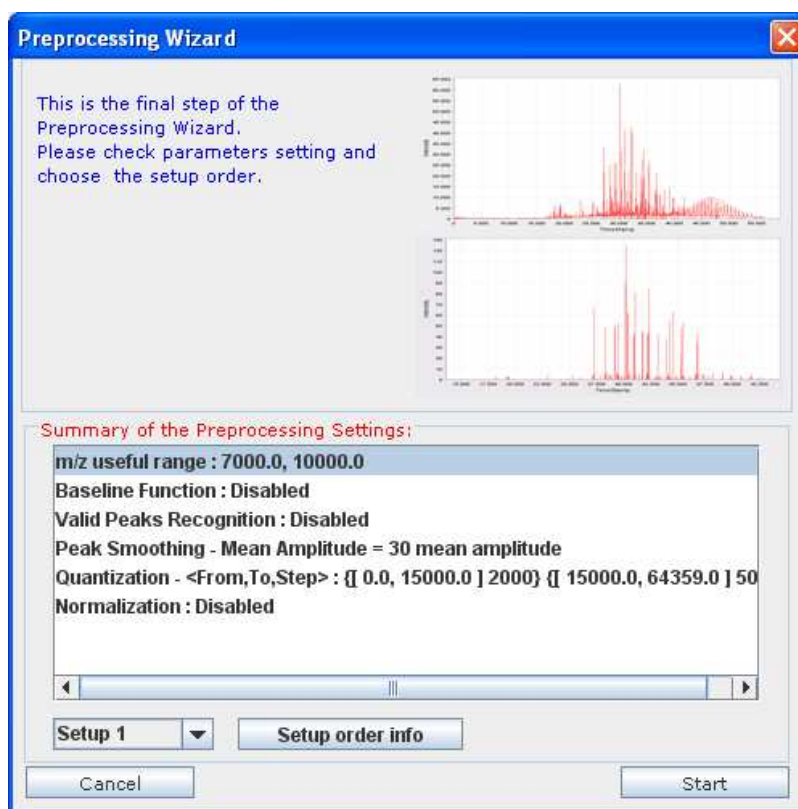 Preprocessing Wizard
This is the final step of the
Preprocessing Wizard.
Please check parameters setting and
choose the setup order.
Summary of the Preprocessing Settings:
m/z useful range : 7000.0, 10000.0
Baseline Function : Disabled
Valid Peaks Recognition : Disabled
Peak Smoothing - Mean Amplitude = 30 mean amplitude
Quantization - <From,To,Step> : {[ 0.0, 15000.0 ] 2000} {[ 15000.0, 64359.0 ] 50
Normalization : Disabled
Setup 1
Setup order info
Cancel
Start